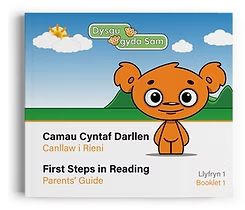 Dysgu
gyda Sam
Camau Cyntaf Darllen
Canllaw i Rieni
First Steps in Reading
Parents' Guide
Llyfryn 1
Booklet 1